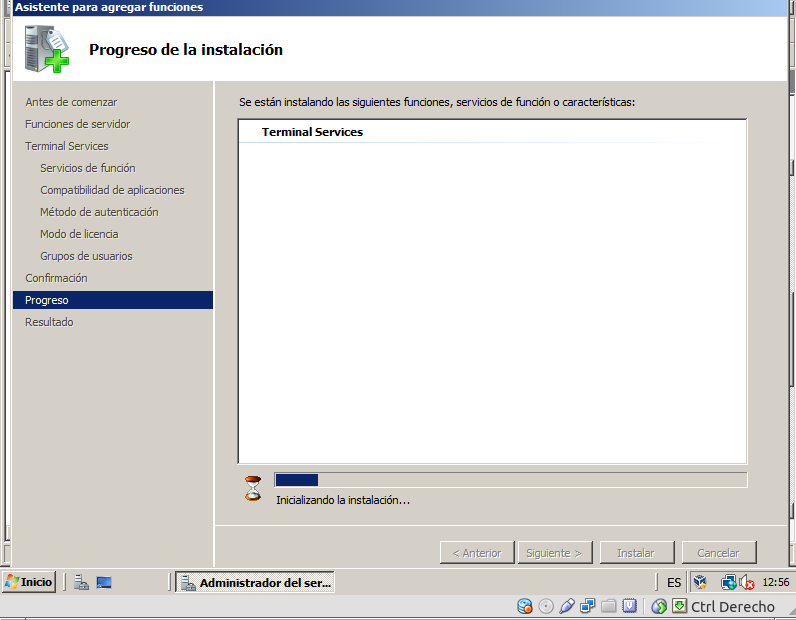 Asistente para agregar funciones
Progreso de la instalación
Antes de comenzar
Funciones de servidor
Terminal Services
Servicios de función
Compatibilidad de aplicaciones
Método de autenticación
Modo de licencia
Grupos de usuarios
Confirmación
Progreso
Resultado
Se están instalando las siguientes funciones, servicios de función o características:
Terminal Services
Inicializando la instalación...
< Anterior
Siguiente >
Instalar
Cancelar
Inicio
Administrador del ser...
ES
12:56
Ctrl Derecho